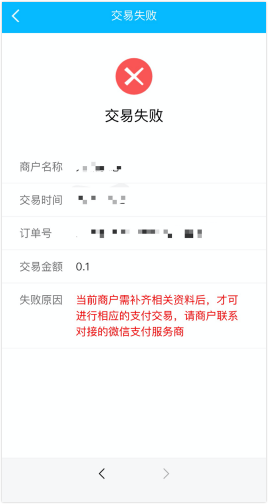 交易失败
交易失败
商户名称
交易时间
订单号
交易金额 0.1
失败原因 当前商户需补齐相关资料后，才可
进行相应的支付交易，请商户联系
对接的微信支付服务商